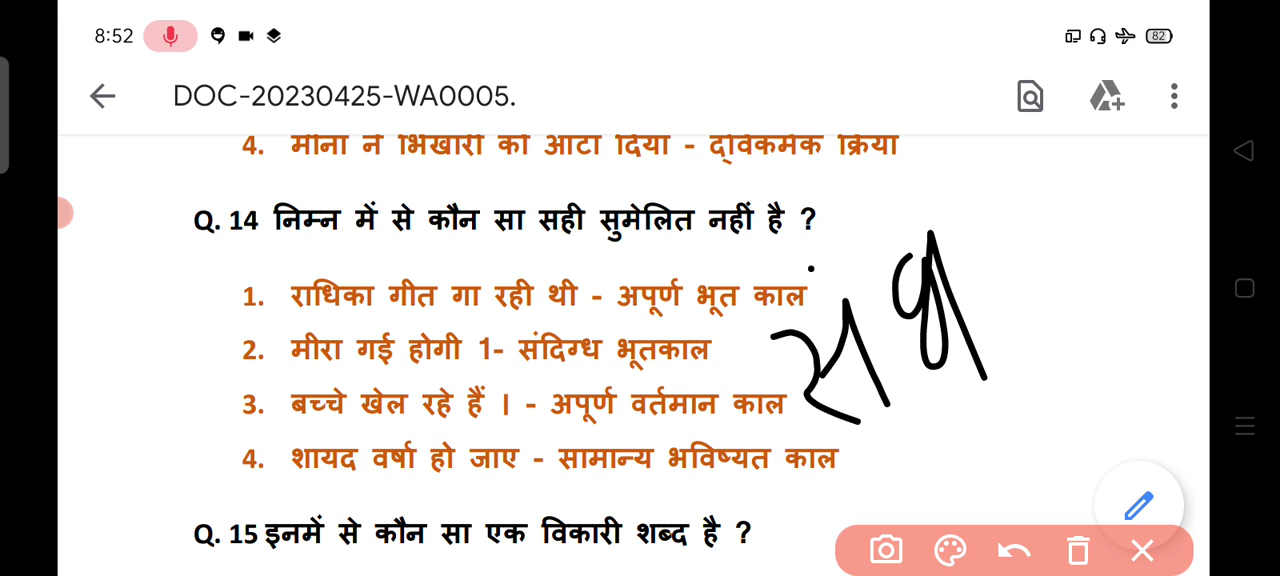 8:52 82
DOC-20230425-WA0005.
4. मीना ने भिखारी को आटा दिया - द्विकर्मक क्रिया
Q. 14 निम्न में से कौन सा सही सुमेलित नहीं है ?
1. राधिका गीत गा रही थी - अपूर्ण भूत काल
2. मीरा गई होगी 1- संदिग्ध भूतकाल
3. बच्चे खेल रहे हैं । - अपूर्ण वर्तमान काल
4. शायद वर्षा हो जाए - सामान्य भविष्यत काल
Q. 15 इनमें से कौन सा एक विकारी शब्द है ?